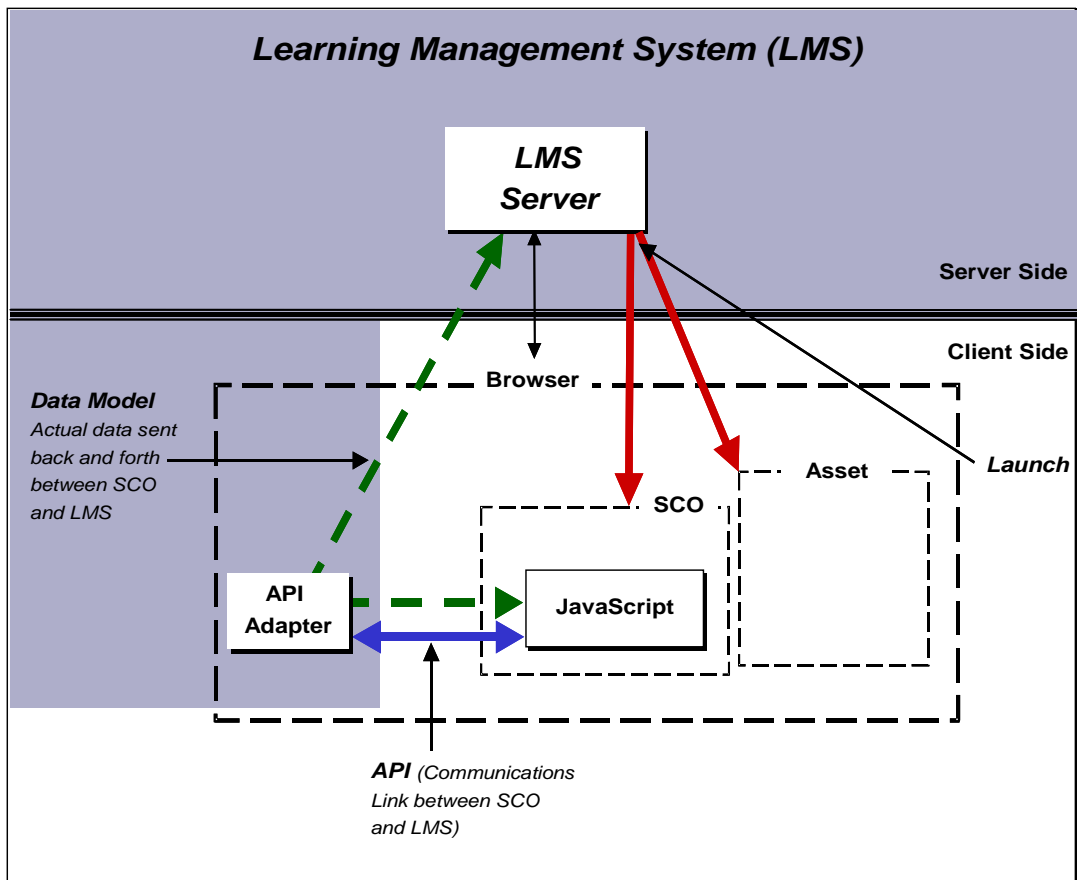 Learning Management System (LMS)
LMS
Server
Server Side
Client Side
Browser
Data Model
Actual data sent
back and forth
between SCO
and LMS
Launch
Asset
SCO
API
Adapter
JavaScript
API (Communications
Link between SCO
and LMS)